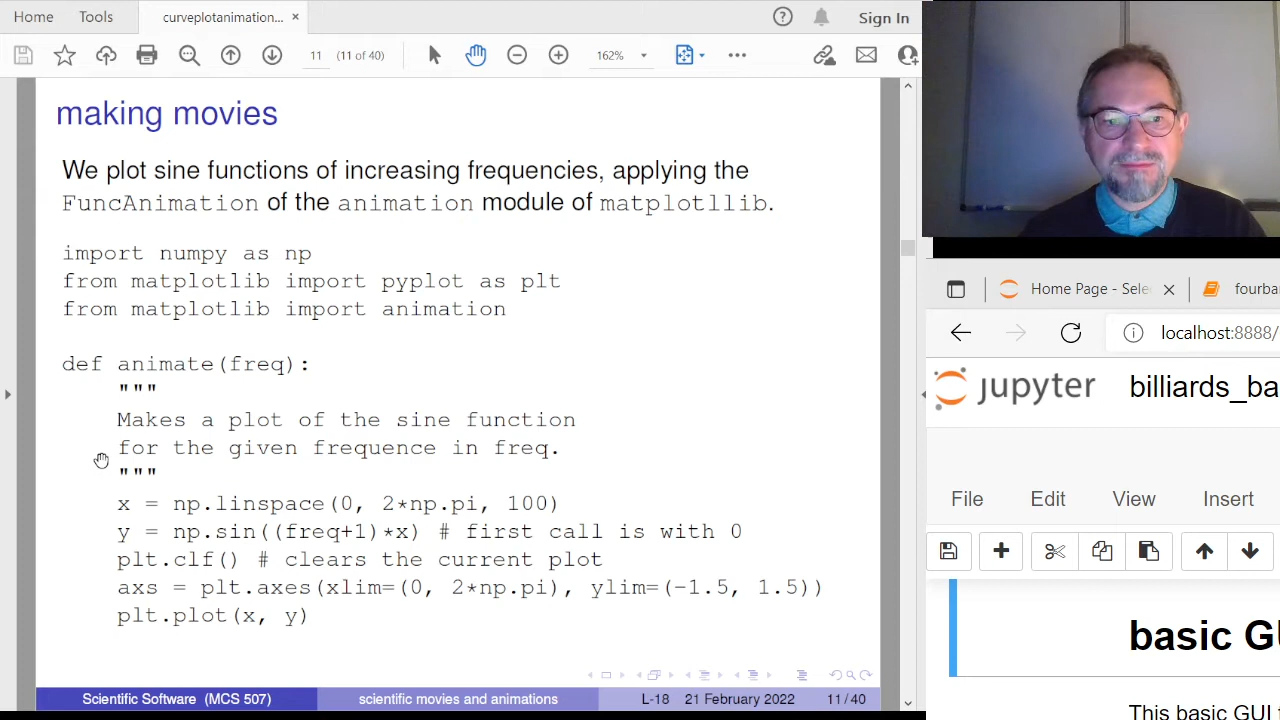 Home Tools curveplotanimation... × Sign In
11 (11 of 40) 162%
making movies
We plot sine functions of increasing frequencies, applying the
FuncAnimation of the animation module of matplotllib.
import numpy as np
from matplotlib import pyplot as plt
from matplotlib import animation
def animate(freq):
"""
Makes a plot of the sine function
for the given frequence in freq.
"""
x = np.linspace(0, 2*np.pi, 100)
y = np.sin((freq+1)*x) # first call is with 0
plt.clf() # clears the current plot
axs = plt.axes(xlim=(0, 2*np.pi), ylim=(-1.5, 1.5))
plt.plot(x, y)
Scientific Software (MCS 507) scientific movies and animations L-18 21 February 2022 11 / 40
Home Page - Sele × fourba
localhost:8888/
jupyter billiards_ba
File Edit View Insert
basic GU
This basic GUI